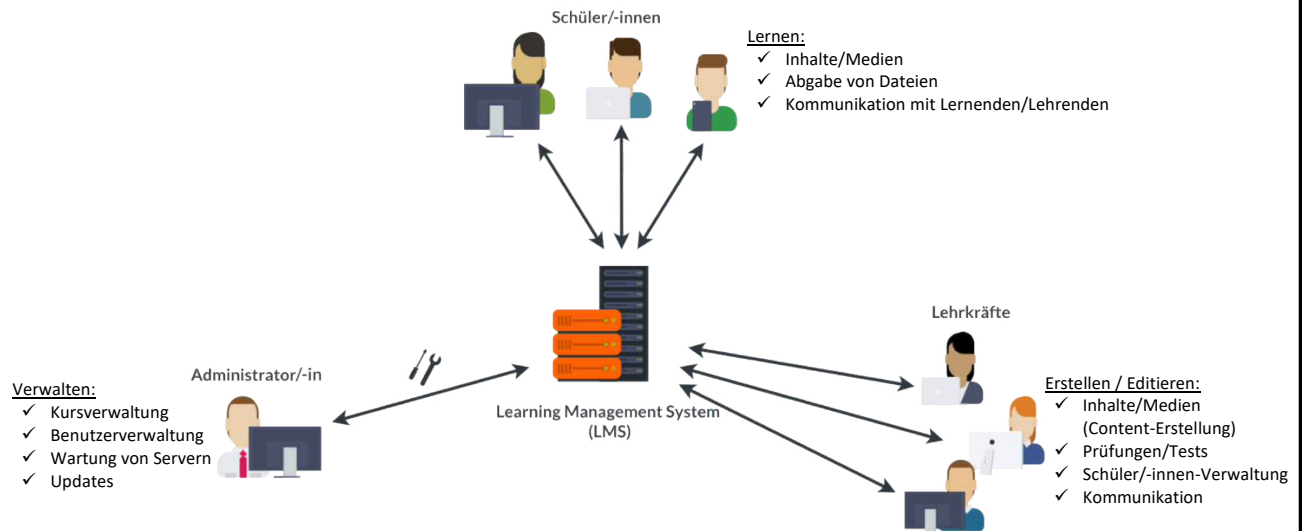 Schüler/-innen
Lernen:
✓ Inhalte/Medien
✓ Abgabe von Dateien
✓ Kommunikation mit Lernenden/Lehrenden
Lehrkräfte
Administrator/-in
Verwalten:
✓ Kursverwaltung
✓ Benutzerverwaltung
✓ Wartung von Servern
✓ Updates
Learning Management System
(LMS)
Erstellen / Editieren:
✓ Inhalte/Medien
(Content-Erstellung)
✓ Prüfungen/Tests
✓ Schüler/-innen-Verwaltung
✓ Kommunikation